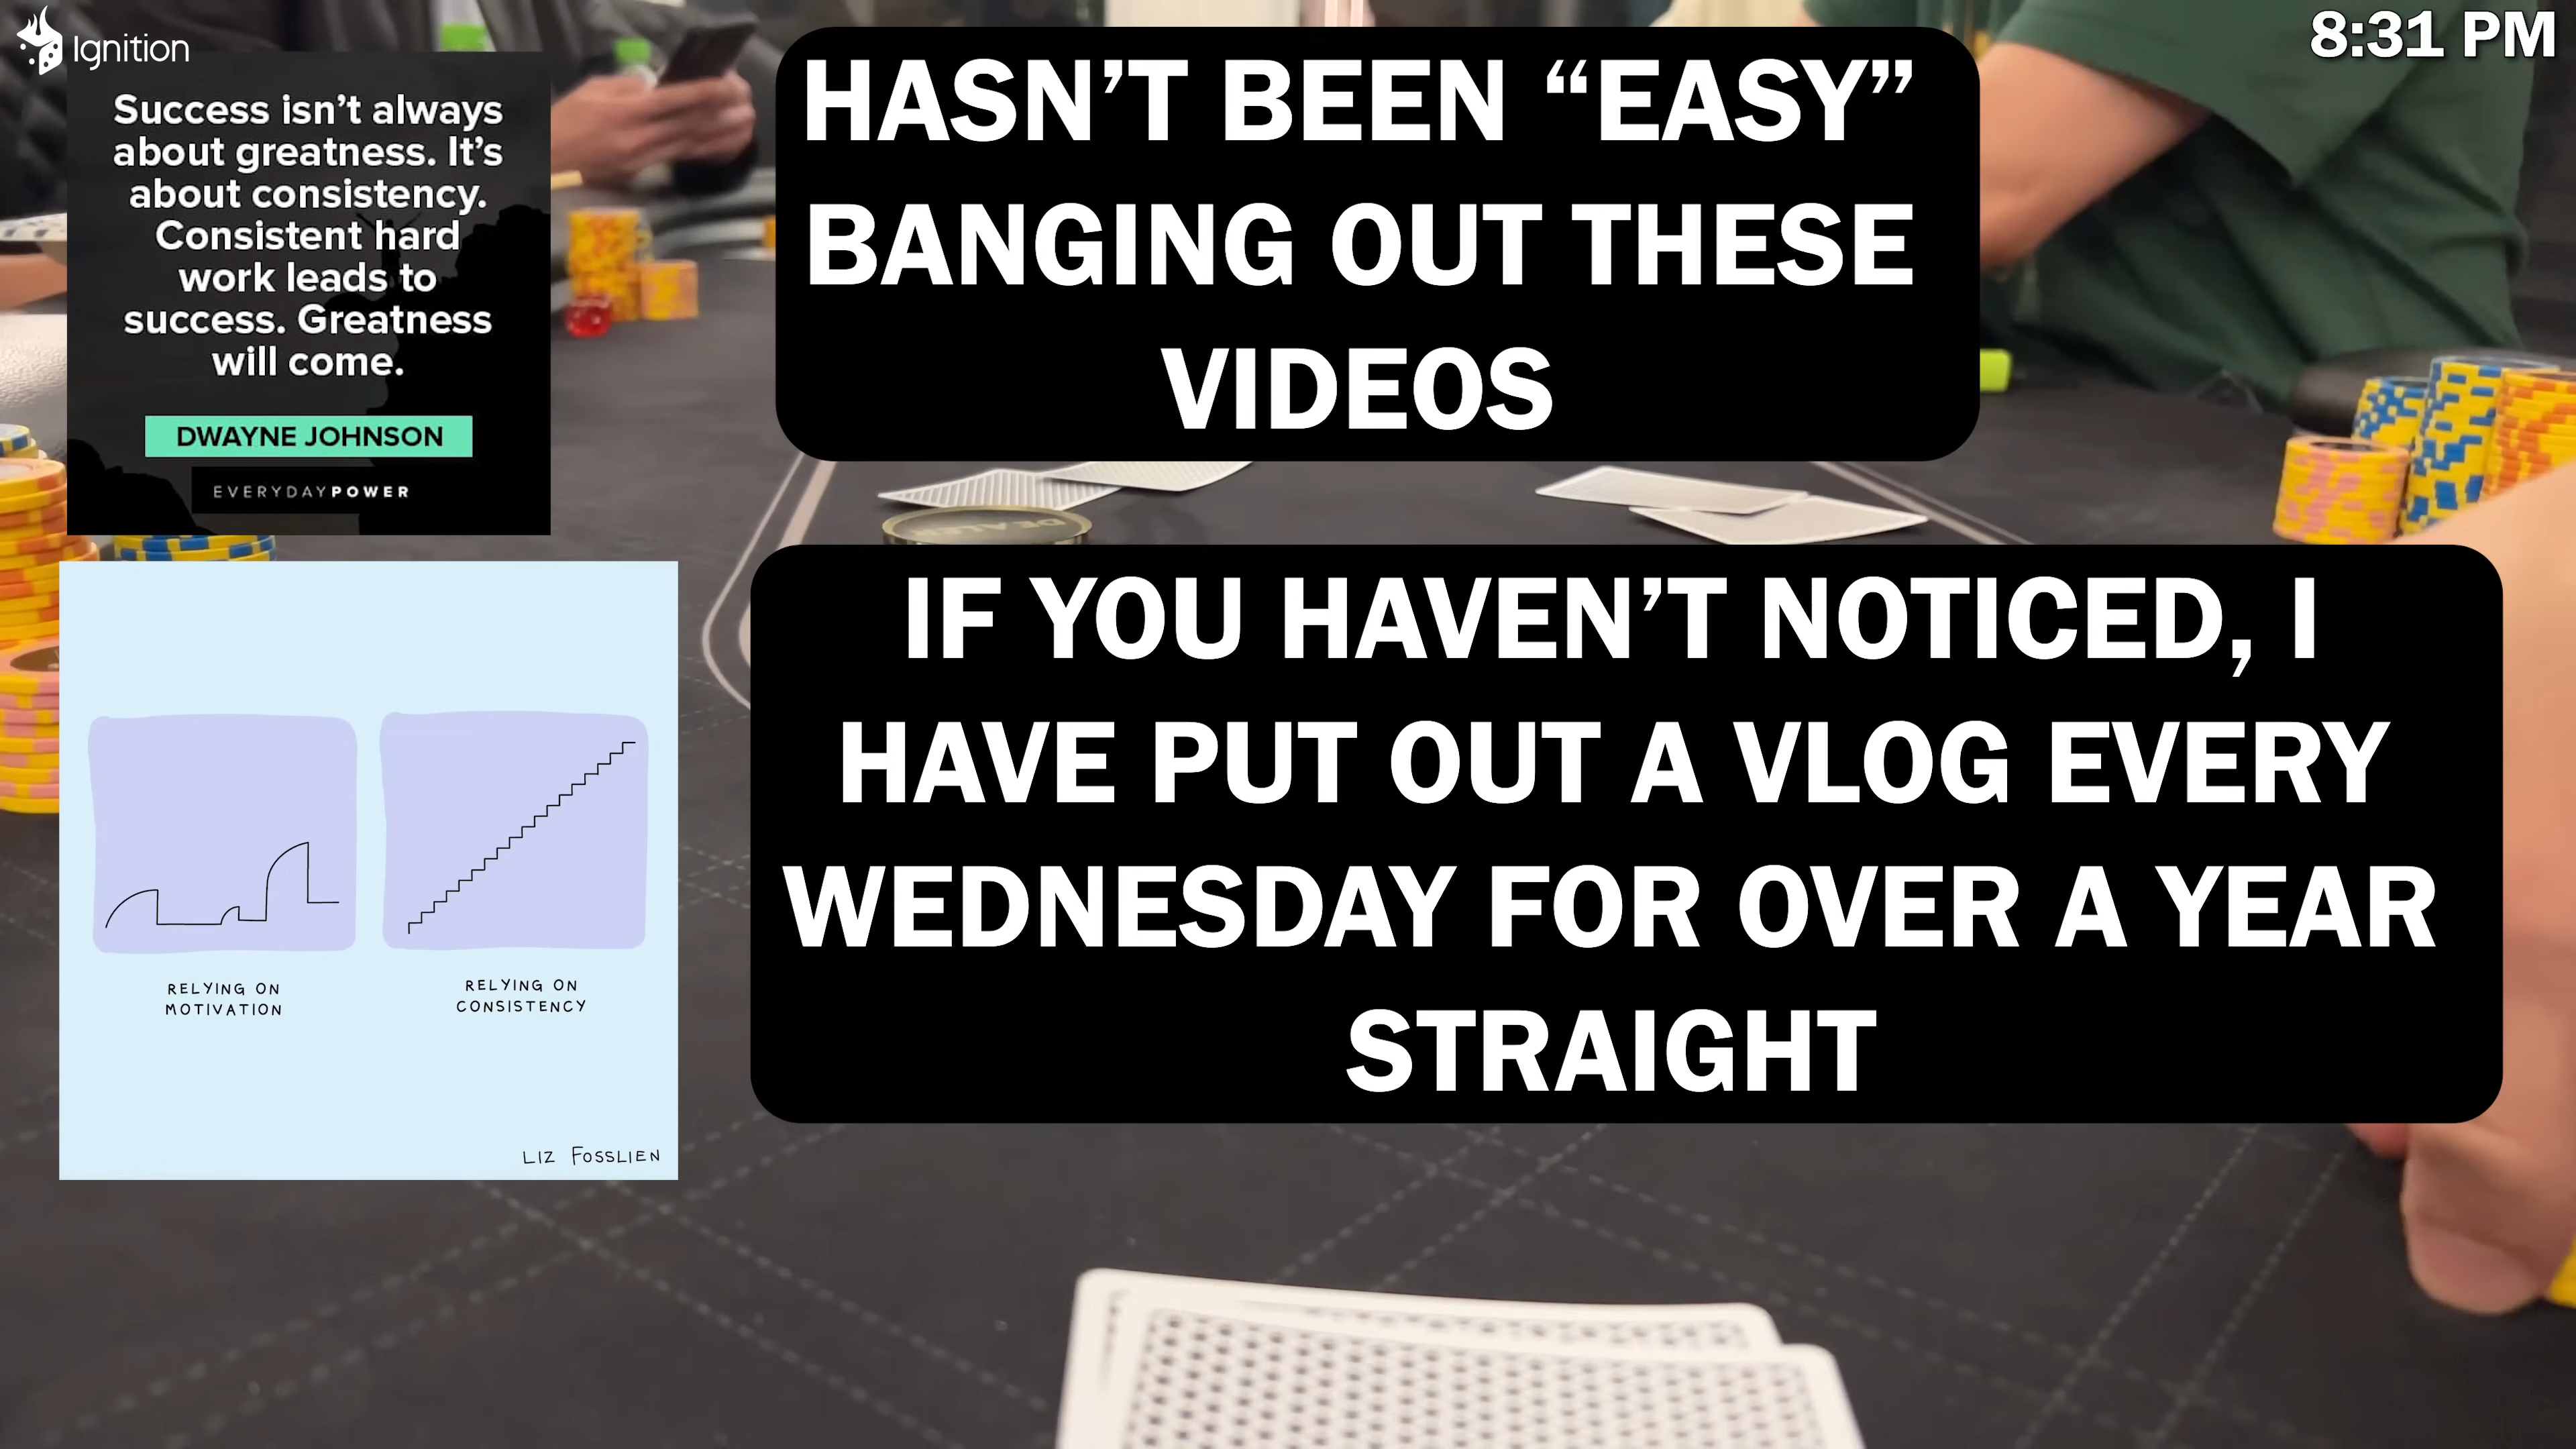 Ignition
8:31 PM
Success isn't always
about greatness. It's
about consistency.
Consistent hard
work leads to
success. Greatness
will come.
DWAYNE JOHNSON
EVERYDAYPOWER
HASN'T BEEN “EASY”
BANGING OUT THESE
VIDEOS
DEALER
IF YOU HAVEN'T NOTICED, I
HAVE PUT OUT A VLOG EVERY
WEDNESDAY FOR OVER A YEAR
STRAIGHT
RELYING ON
MOTIVATION
RELYING ON
CONSISTENCY
LIZ FOSSLIEN